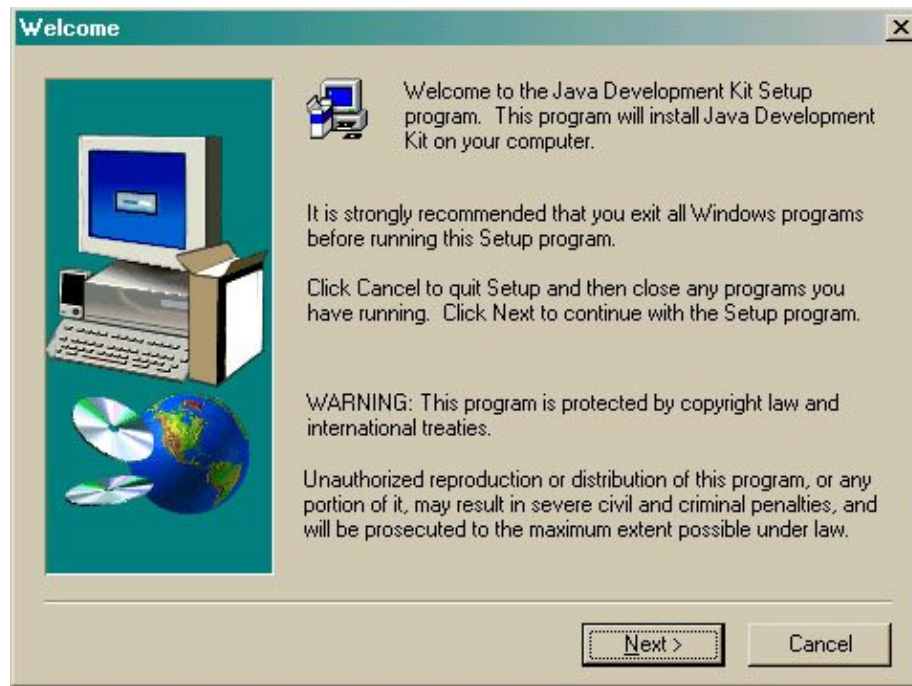 Welcome
Welcome to the Java Development Kit Setup
program.  This program will install Java Development
Kit on your computer.
It is strongly recommended that you exit all Windows programs
before running this Setup program.
Click Cancel to quit Setup and then close any programs you
have running.  Click Next to continue with the Setup program.
WARNING: This program is protected by copyright law and
international treaties.
Unauthorized reproduction or distribution of this program, or any
portion of it, may result in severe civil and criminal penalties, and
will be prosecuted to the maximum extent possible under law.
Next >
Cancel